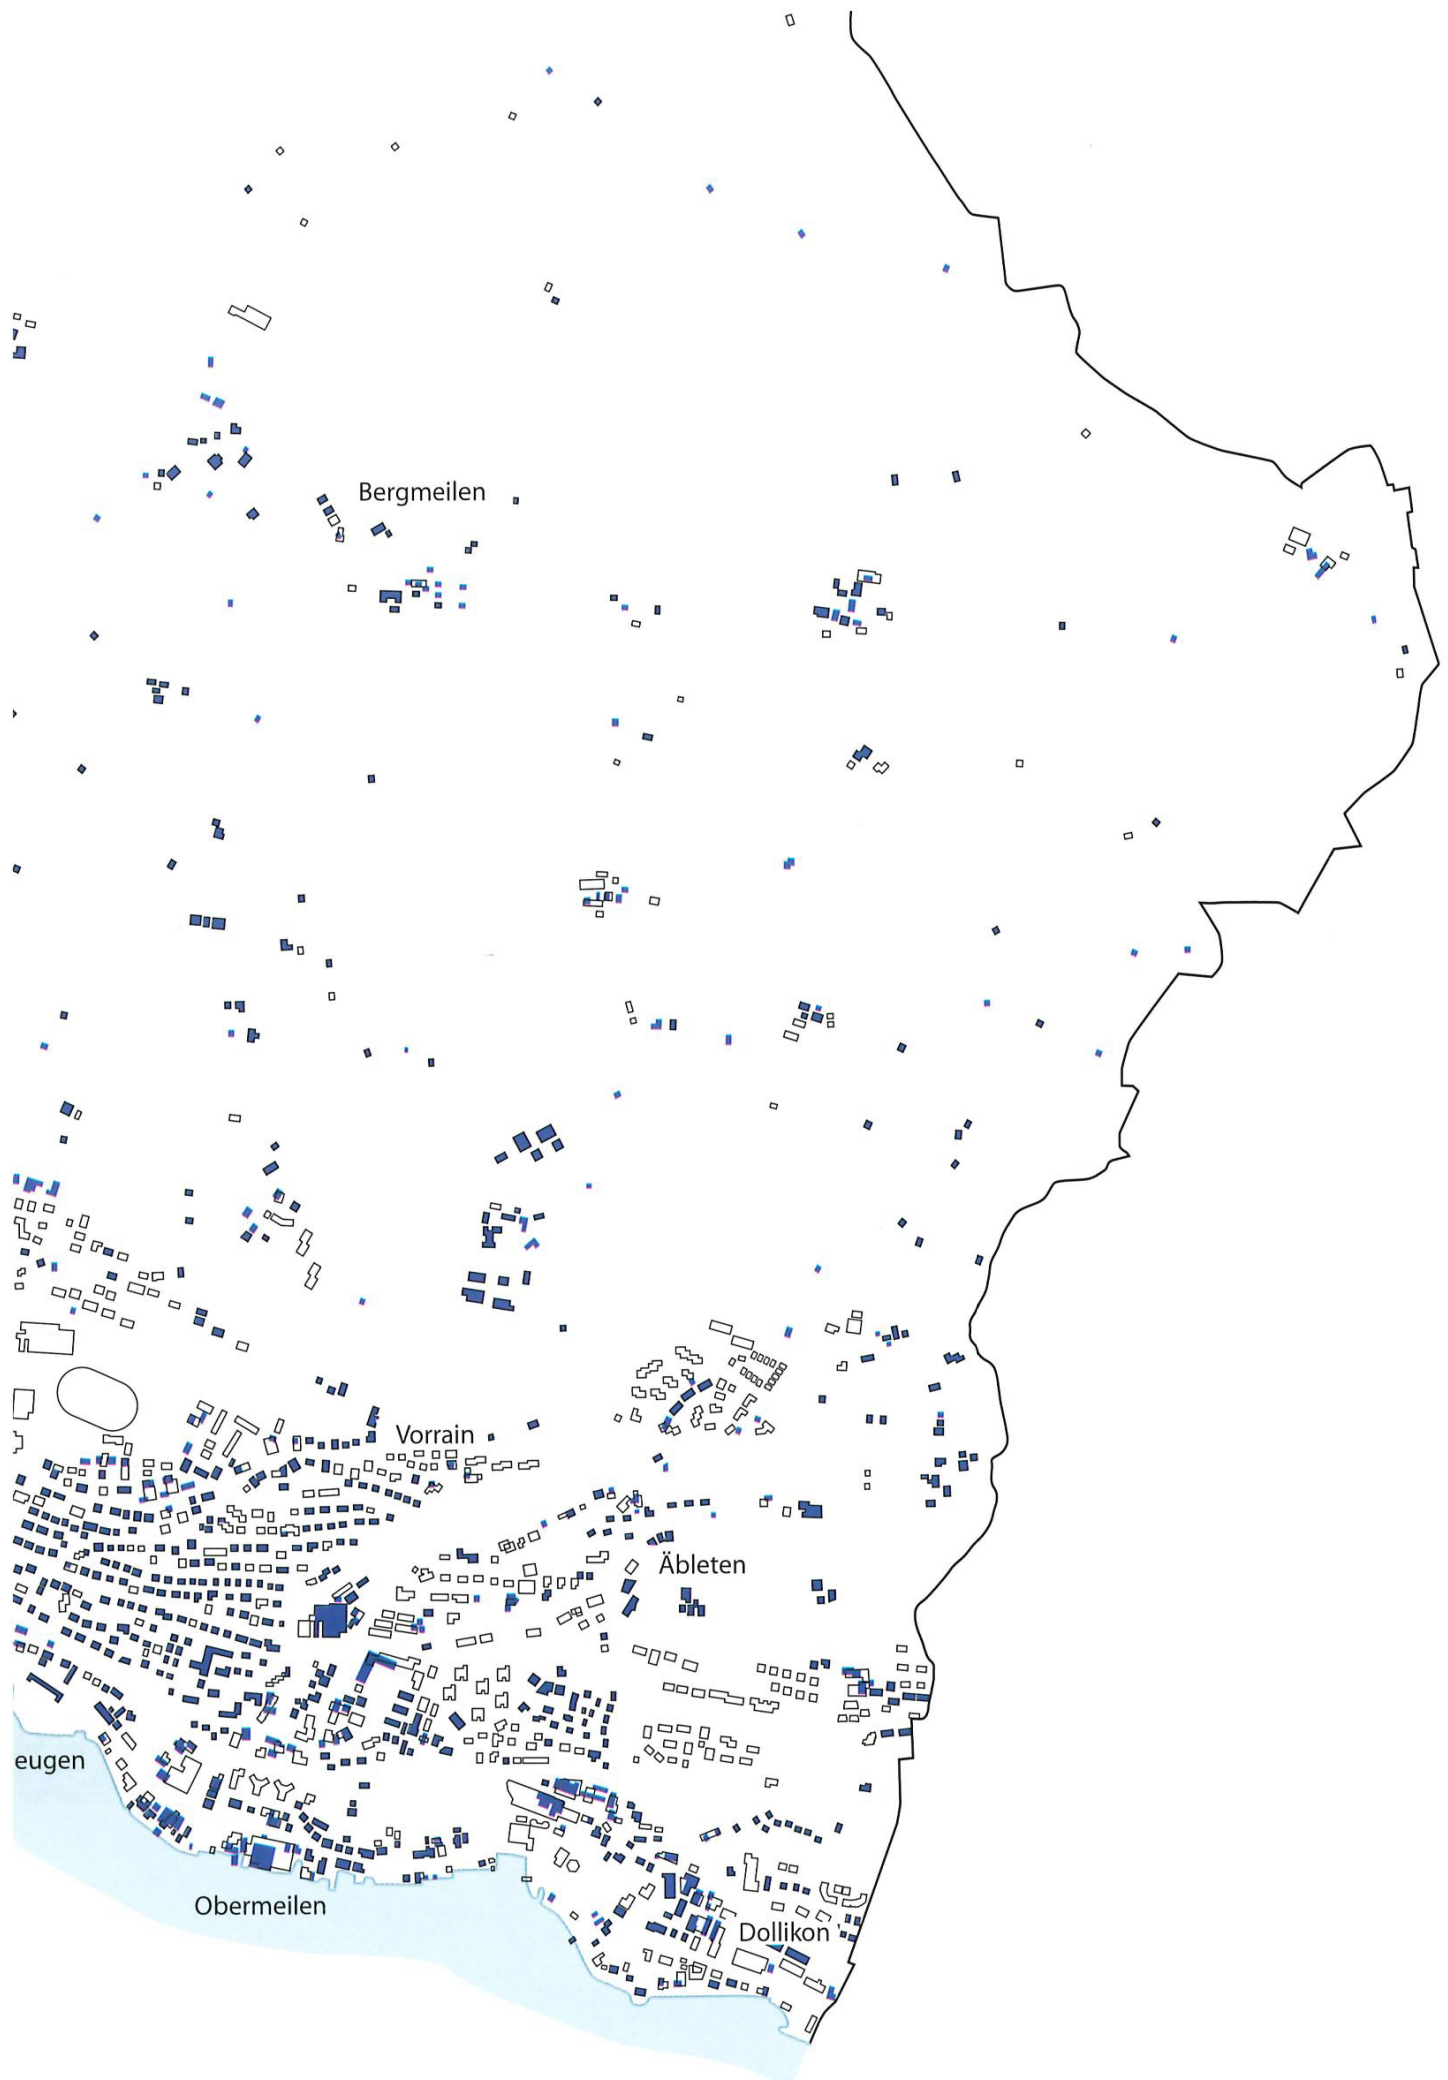 Bergmeilen
Vorrain
Äbleten
eugen
Obermeilen
Dollikon